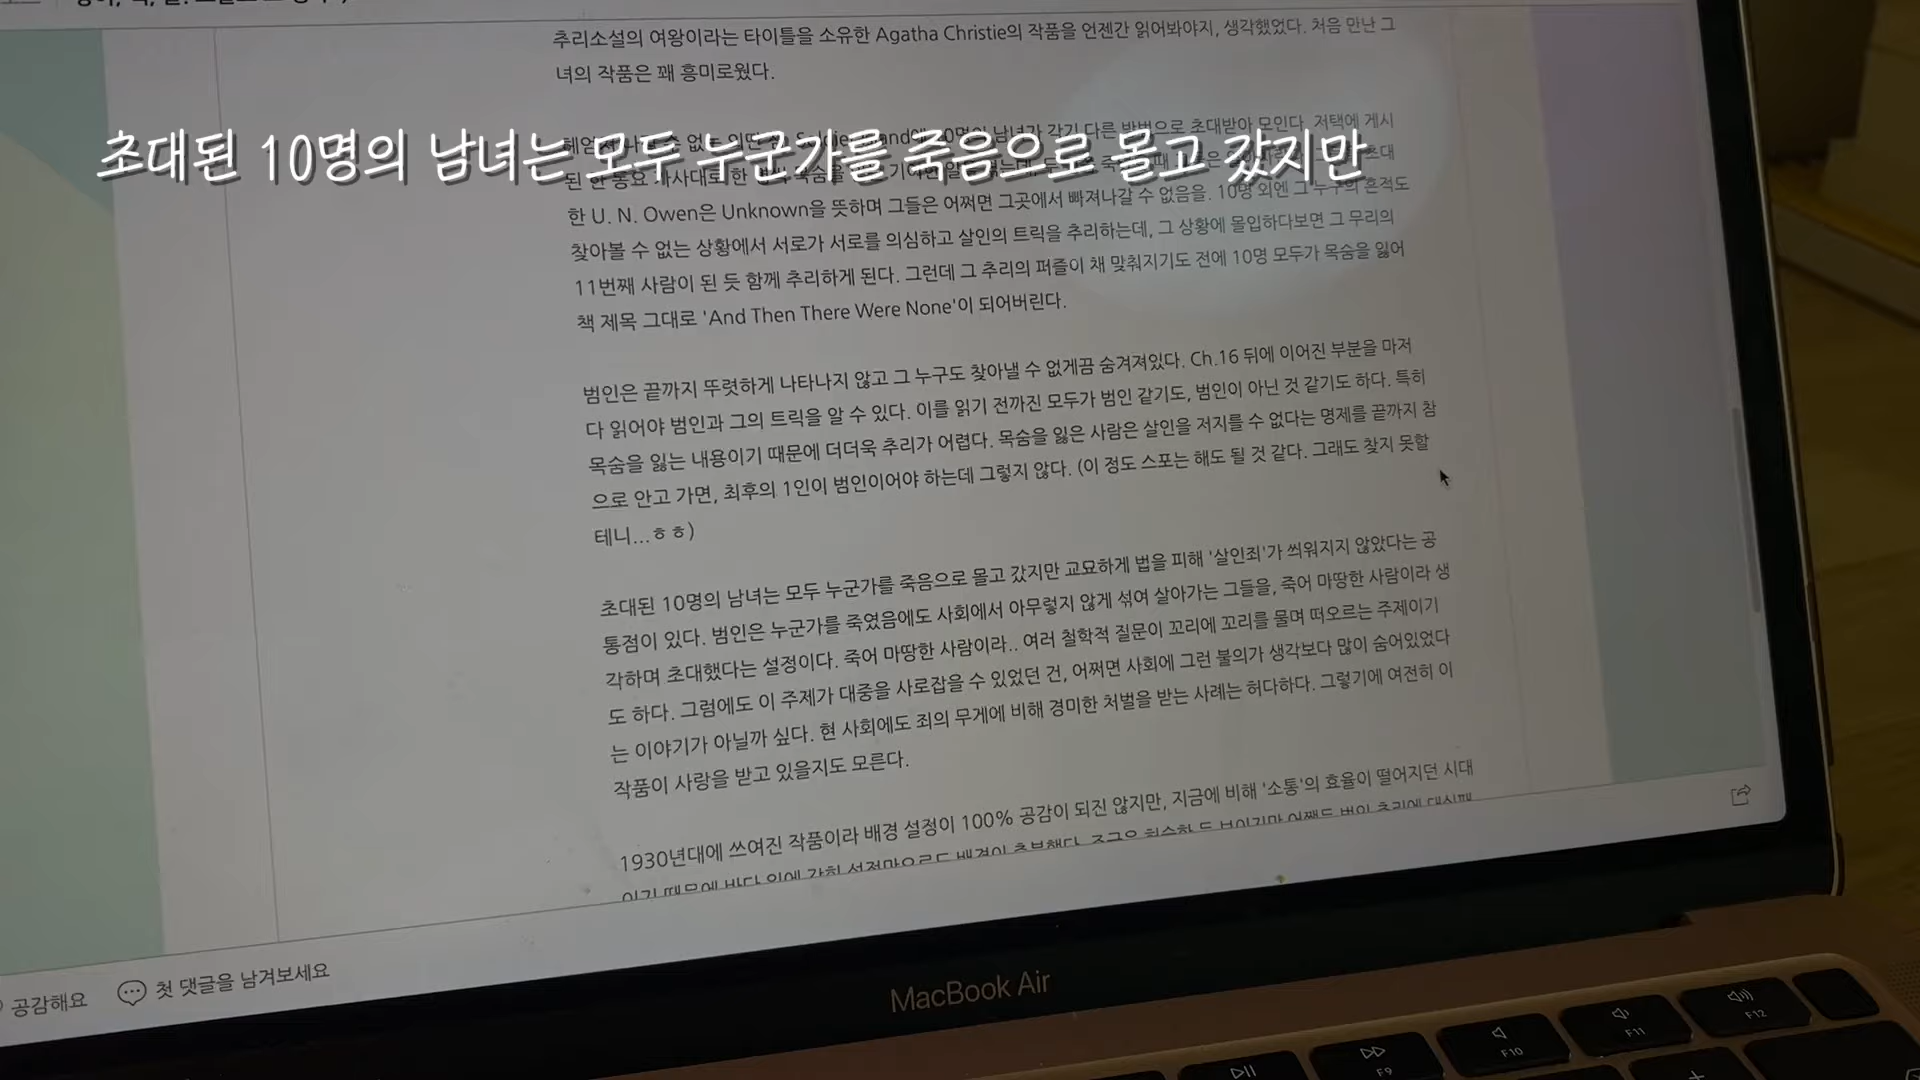 추리소설의 여왕이라는 타이틀을 소유한 Agatha Christie의 작품을 언젠간 읽어봐야지, 생각했었다. 처음 만난 그
녀의 작품은 꽤 흥미로웠다.
초대된 10명의 남녀는 모두 누군가를 죽음으로 몰고 갔지만
남녀가 각기 다른 방법으로 초대받아 모인다. 저택에 게시
된 한 동요 초대
한 U. N. Owen은 Unknown을 뜻하며 그들은 어쩌면 그곳에서 빠져나갈 수 없음을. 10명 외엔 그 누구의 흔적도
찾아볼 수 없는 상황에서 서로가 서로를 의심하고 살인의 트릭을 추리하는데, 그 상황에 몰입하다보면 그 무리의
11번째 사람이 된 듯 함께 추리하게 된다. 그런데 그 추리의 퍼즐이 채 맞춰지기도 전에 10명 모두가 목숨을 잃어
책 제목 그대로 'And Then There Were None'이 되어버린다.
범인은 끝까지 뚜렷하게 나타나지 않고 그 누구도 찾아낼 수 없게끔 숨겨져있다. Ch.16 뒤에 이어진 부분을 마저
다 읽어야 범인과 그의 트릭을 알 수 있다. 이를 읽기 전까진 모두가 범인 같기도, 범인이 아닌 것 같기도 하다. 특히
목숨을 잃는 내용이기 때문에 더더욱 추리가 어렵다. 목숨을 잃은 사람은 살인을 저지를 수 없다는 명제를 끝까지 참
으로 안고 가면, 최후의 1인이 범인이어야 하는데 그렇지 않다. (이 정도 스포는 해도 될 것 같다. 그래도 찾지 못할
테니...ㅎㅎ)
초대된 10명의 남녀는 모두 누군가를 죽음으로 몰고 갔지만 교묘하게 법을 피해 '살인죄'가 씌워지지 않았다는 공
통점이 있다. 범인은 누군가를 죽였음에도 사회에서 아무렇지 않게 섞여 살아가는 그들을, 죽어 마땅한 사람이라 생
각하며 초대했다는 설정이다. 죽어 마땅한 사람이라.. 여러 철학적 질문이 꼬리에 꼬리를 물며 떠오르는 주제이기
도 하다. 그럼에도 이 주제가 대중을 사로잡을 수 있었던 건, 어쩌면 사회에 그런 불의가 생각보다 많이 숨어있었다
는 이야기가 아닐까 싶다. 현 사회에도 죄의 무게에 비해 경미한 처벌을 받는 사례는 허다하다. 그렇기에 여전히 이
작품이 사랑을 받고 있을지도 모른다.
1930년대에 쓰여진 작품이라 배경 설정이 100% 공감이 되진 않지만, 지금에 비해 '소통'의 효율이 떨어지던 시대
공감해요
첫 댓글을 남겨보세요
MacBook Air
F9
F10
F11
F12